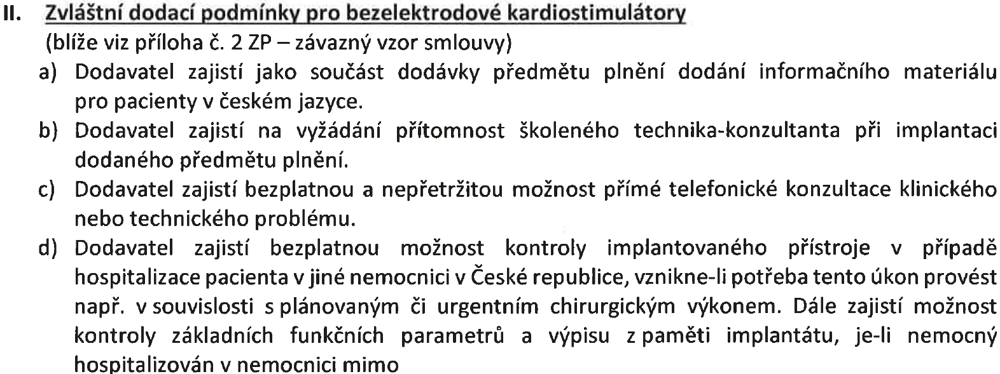 II. Zvláštní dodací podmínky pro bezelektrodové kardiostimulátory
(blíže viz příloha č. 2 ZP – závazný vzor smlouvy)
a) Dodavatel zajistí jako součást dodávky předmětu plnění dodání informačního materiálu
pro pacienty v českém jazyce.
b) Dodavatel zajistí na vyžádání přítomnost školeného technika-konzultanta při implantaci
dodaného předmětu plnění.
c) Dodavatel zajistí bezplatnou a nepřetržitou možnost přímé telefonické konzultace klinického
nebo technického problému.
d) Dodavatel zajistí bezplatnou možnost kontroly implantovaného přístroje v případě
hospitalizace pacienta v jiné nemocnici v České republice, vznikne-li potřeba tento úkon provést
např. v souvislosti s plánovaným či urgentním chirurgickým výkonem. Dále zajistí možnost
kontroly základních funkčních parametrů a výpisu z paměti implantátu, je-li nemocný
hospitalizován v nemocnici mimo